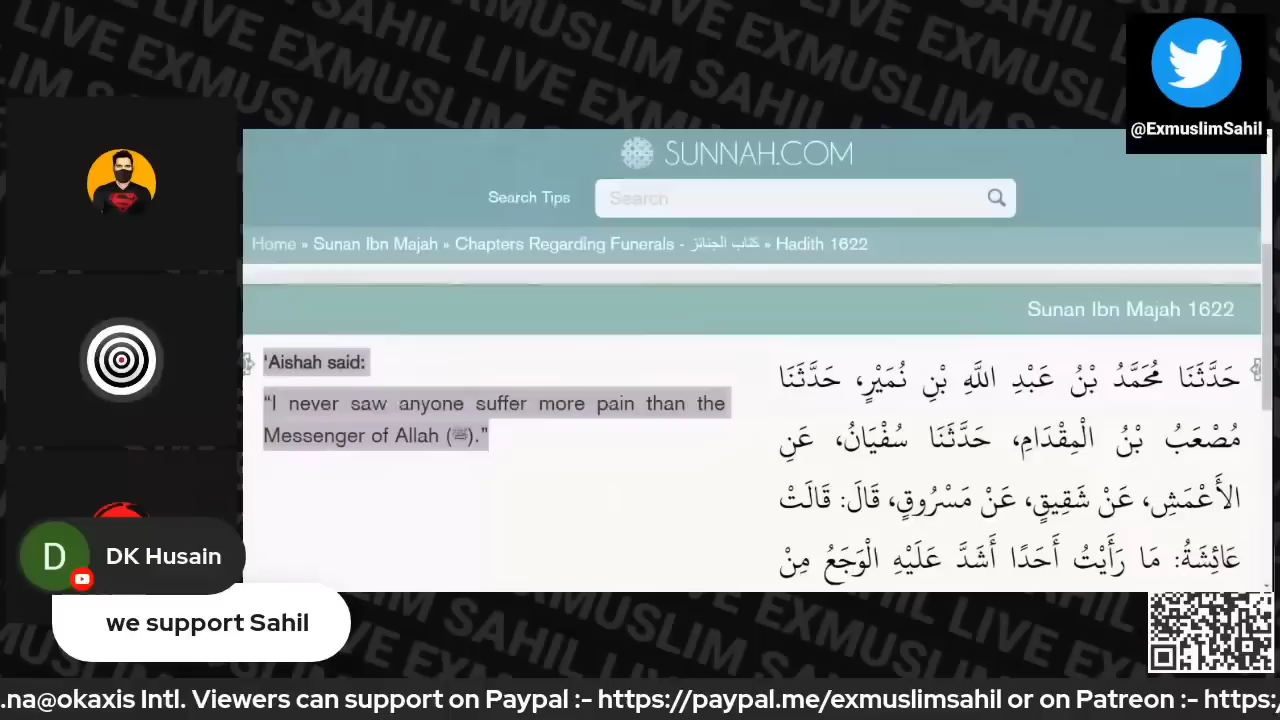 @ExmuslimSahil
SUNNAH.COM
Search Tips
Search
Home » Sunan Ibn Majah » Chapters Regarding Funerals - كتاب الجنائز » Hadith 1622
Sunan Ibn Majah 1622
'Aishah said:
“I never saw anyone suffer more pain than the
Messenger of Allah (ﷺ).”
حَدَّثَنَا مُحَمَّدُ بْنُ عَبْدِ اللَّهِ بْنِ نُمَيْرٍ، حَدَّثَنَا
مُصْعَبُ بْنُ الْمِقْدَامِ، حَدَّثَنَا سُفْيَانُ، عَنِ
الأَعْمَشِ، عَنْ شَقِيقٍ، عَنْ مَسْرُوقٍ، قَالَ: قَالَتْ
عَائِشَةُ: مَا رَأَيْتُ أَحَدًا أَشَدَّ عَلَيْهِ الْوَجَعُ مِنْ
D
DK Husain
we support Sahil
.na@okaxis Intl. Viewers can support on Paypal :- https://paypal.me/exmuslimsahil or on Patreon :- https:/